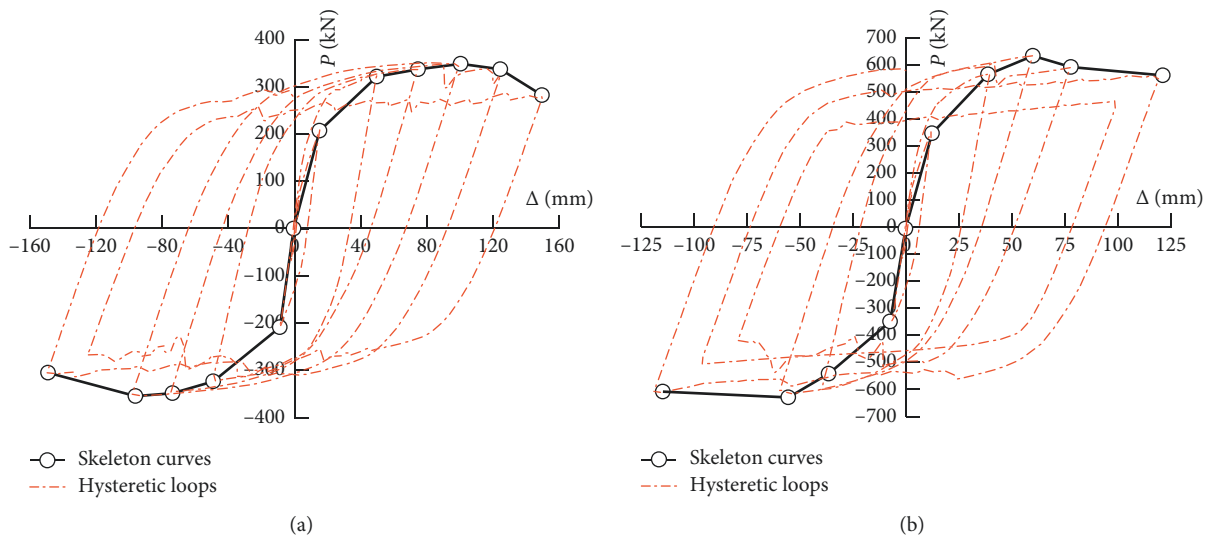 400
300
200
100
0
−100
−200
−300
−400
P (kN)
Δ (mm)
−160 −120 −80 −40 0 40 80 120 160
Skeleton curves
Hysteretic loops
(a)
700
600
500
400
300
200
100
0
−100
−200
−300
−400
−500
−600
−700
P (kN)
Δ (mm)
−125 −100 −75 −50 −25 0 25 50 75 100 125
Skeleton curves
Hysteretic loops
(b)